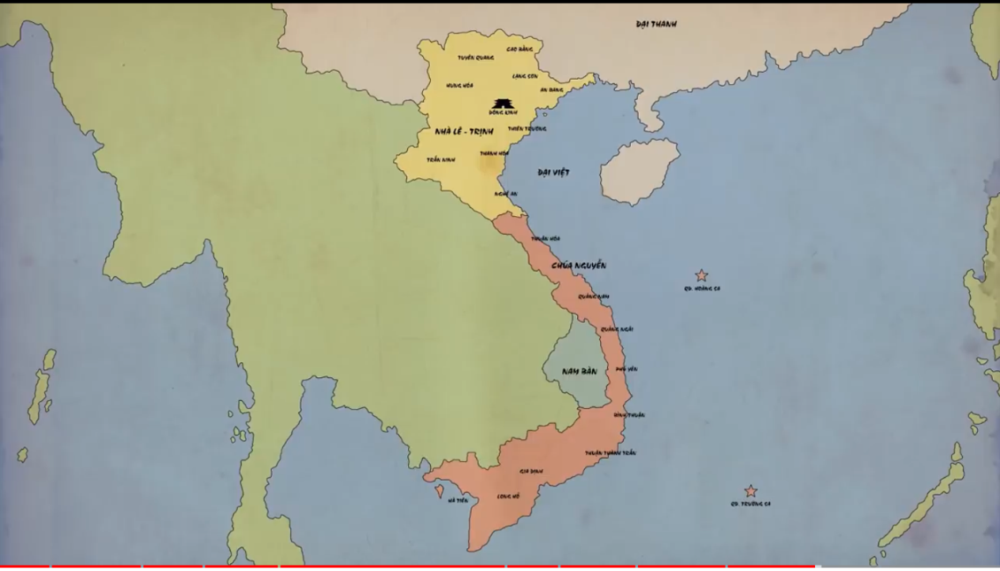 ĐẠI THANH
CAO BẰNG
TUYÊN QUANG
LẠNG SƠN
HƯNG HÓA
AN BANG
ĐÔNG KINH
THIÊN TRƯỜNG
NHÀ LÊ - TRỊNH
THANH HÓA
TRẤN NINH
ĐẠI VIỆT
NGHỆ AN
THUẬN HÓA
CHÚA NGUYỄN
QĐ. HOÀNG SA
QUẢNG NAM
QUẢNG NGÃI
PHÚ YÊN
NAM BÀN
BÌNH THUẬN
THUẬN THÀNH TRẤN
GIA ĐỊNH
LONG HỒ
HÀ TIÊN
QĐ. TRƯỜNG SA